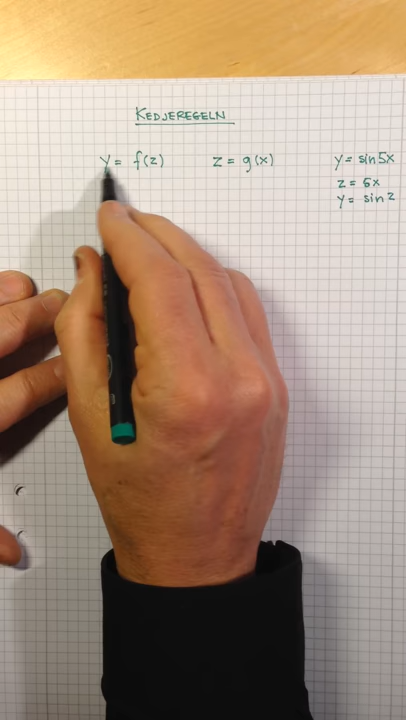 KEDJEREGELN
y = f(z) z = g(x) y = sin 5x
z = 5x
y = sin z